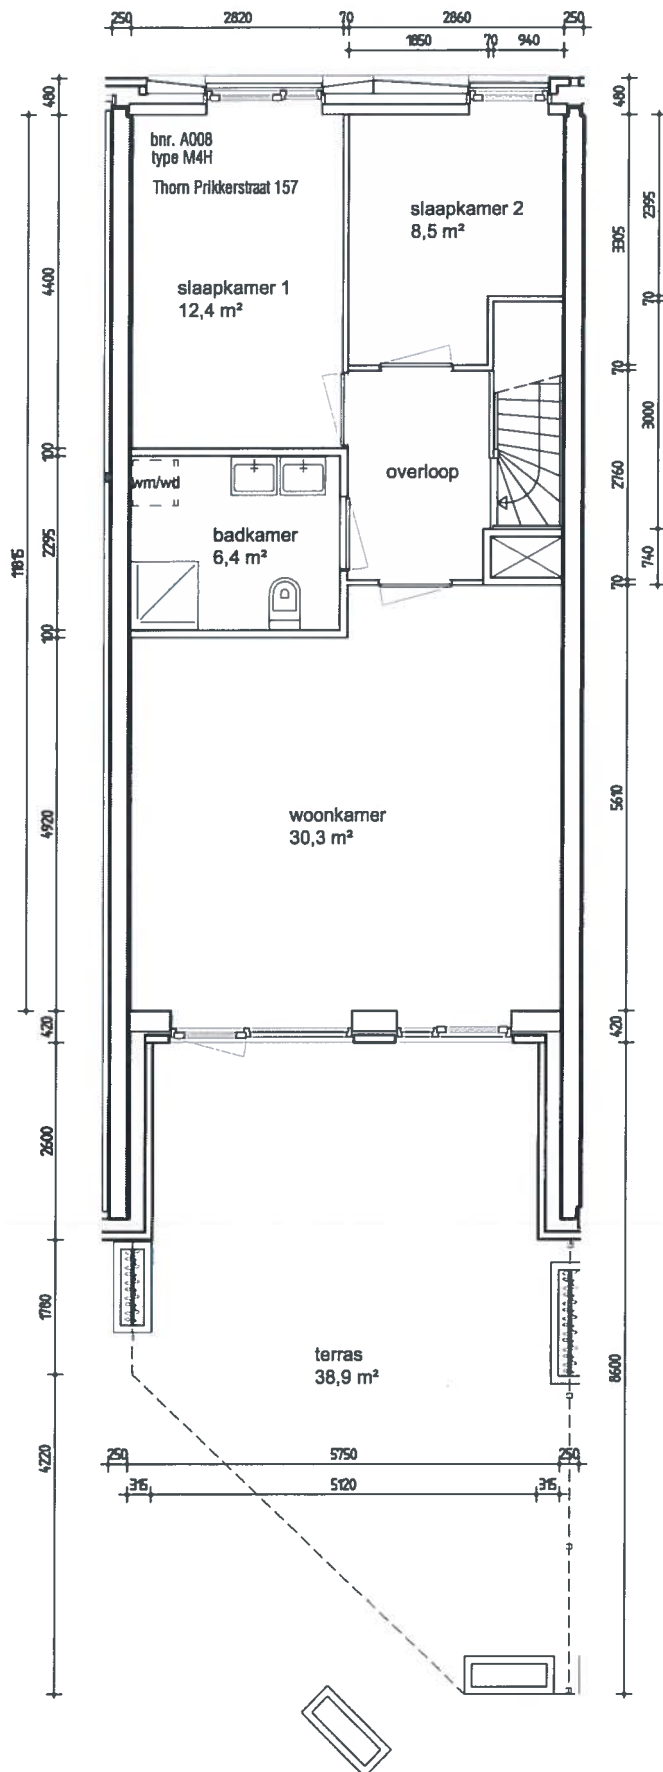 250 2820 70 2860 250
1850 70 940
480
480
bnr. A008
type M4H
Thorn Prikkerstraat 157
slaapkamer 2
8,5 m²
2395
3305
4400
slaapkamer 1
12,4 m²
70
70
3000
100
overloop
wm/wd
2760
badkamer
6,4 m²
2295
11815
740
70
100
5610
woonkamer
30,3 m²
4920
420
420
2600
1780
terras
38,9 m²
8600
4220
250 5750 250
315 5120 315